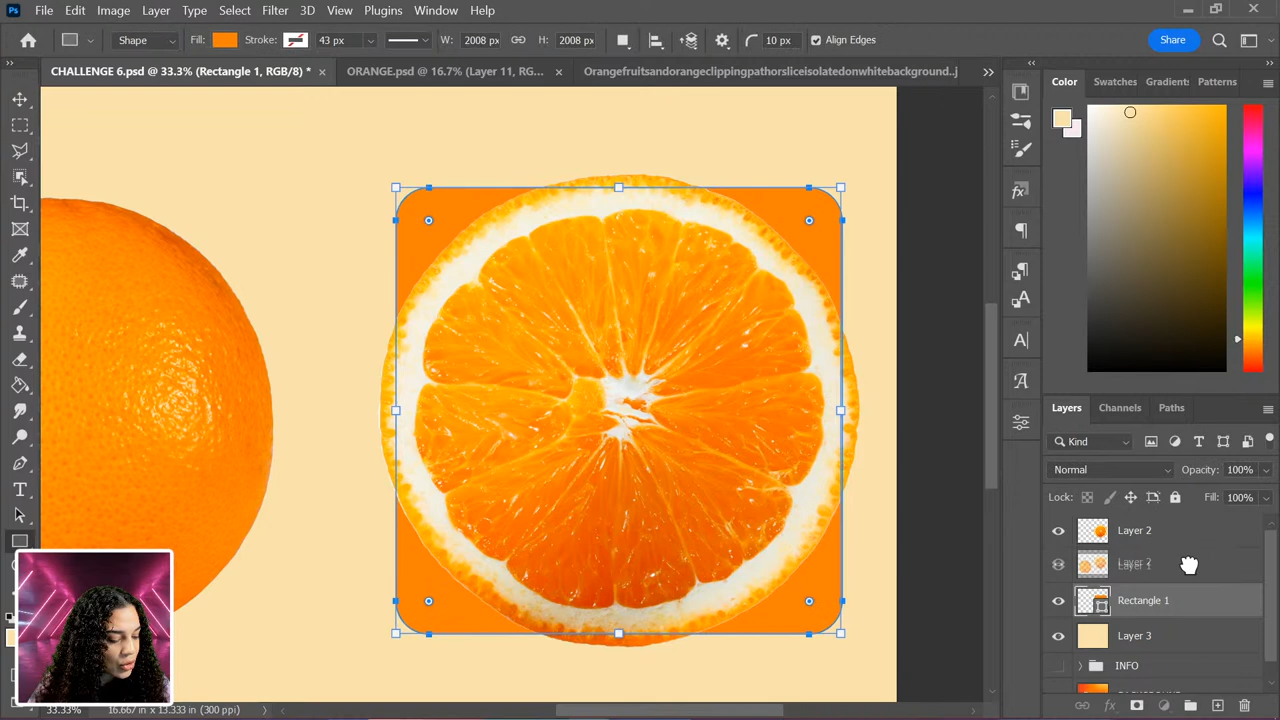 Ps File Edit Image Layer Type Select Filter 3D View Plugins Window Help
Shape Fill: Stroke: 43 px W: 2008 px H: 2008 px 10 px Align Edges Share
CHALLENGE 6.psd @ 33.3% (Rectangle 1, RGB/8) * × ORANGE.psd @ 16.7% (Layer 11, RG... × Orangefruitsandorangeclippingpathorsliceisolatedonwhitebackground..
Color Swatches Gradient: Patterns
Layers Channels Paths
Kind
Normal Opacity: 100%
Lock: Fill: 100%
Layer 2
Rectangle 1
Layer 3
INFO
33.33% 16.667 in x 13.333 in (300 ppi)